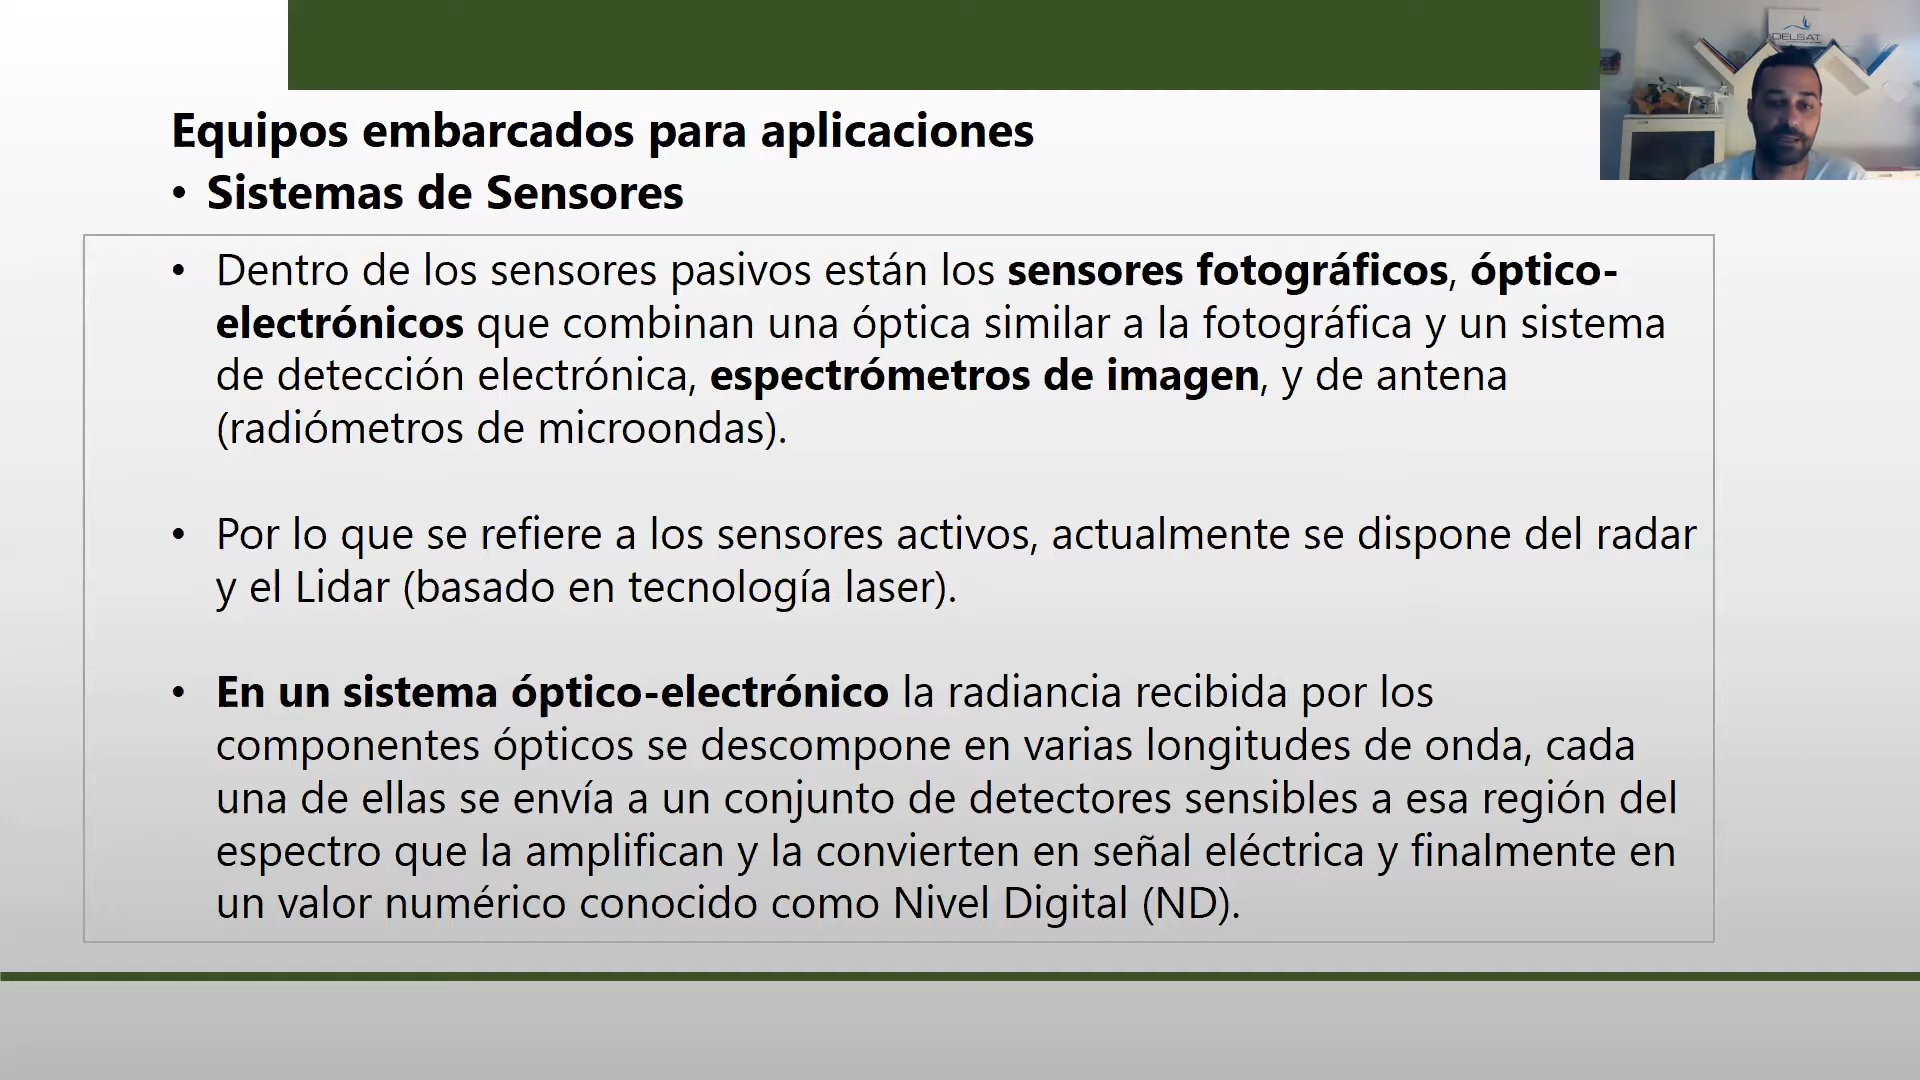 DELSAT
Equipos embarcados para aplicaciones
• Sistemas de Sensores
• Dentro de los sensores pasivos están los sensores fotográficos, óptico-
electrónicos que combinan una óptica similar a la fotográfica y un sistema
de detección electrónica, espectrómetros de imagen, y de antena
(radiómetros de microondas).
• Por lo que se refiere a los sensores activos, actualmente se dispone del radar
y el Lidar (basado en tecnología laser).
• En un sistema óptico-electrónico la radiancia recibida por los
componentes ópticos se descompone en varias longitudes de onda, cada
una de ellas se envía a un conjunto de detectores sensibles a esa región del
espectro que la amplifican y la convierten en señal eléctrica y finalmente en
un valor numérico conocido como Nivel Digital (ND).